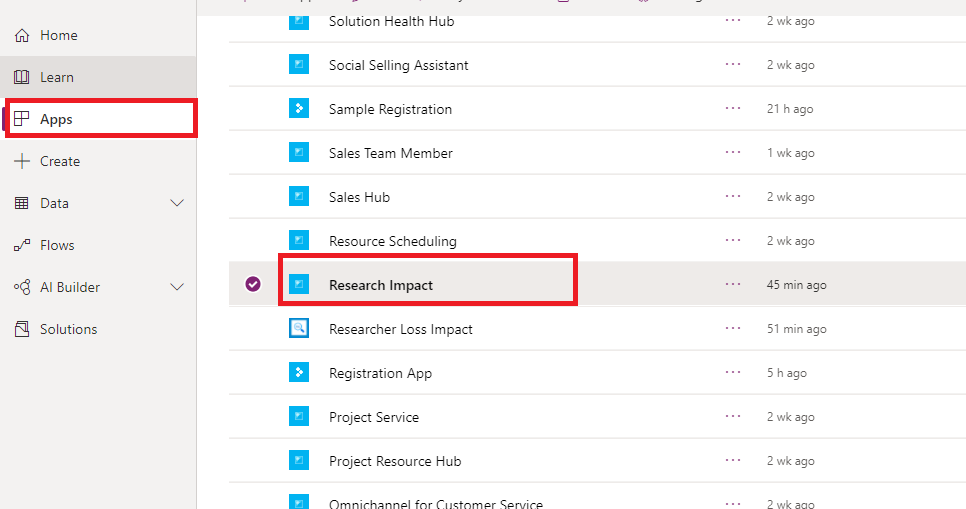 Home
Learn
Apps
Create
Data
Flows
AI Builder
Solutions
Solution Health Hub ··· 2 wk ago
Social Selling Assistant ··· 2 wk ago
Sample Registration ··· 21 h ago
Sales Team Member ··· 1 wk ago
Sales Hub ··· 2 wk ago
Resource Scheduling ··· 2 wk ago
Research Impact ··· 45 min ago
Researcher Loss Impact ··· 51 min ago
Registration App ··· 5 h ago
Project Service ··· 2 wk ago
Project Resource Hub ··· 2 wk ago
Omnichannel for Customer Service ··· 2 wk ago